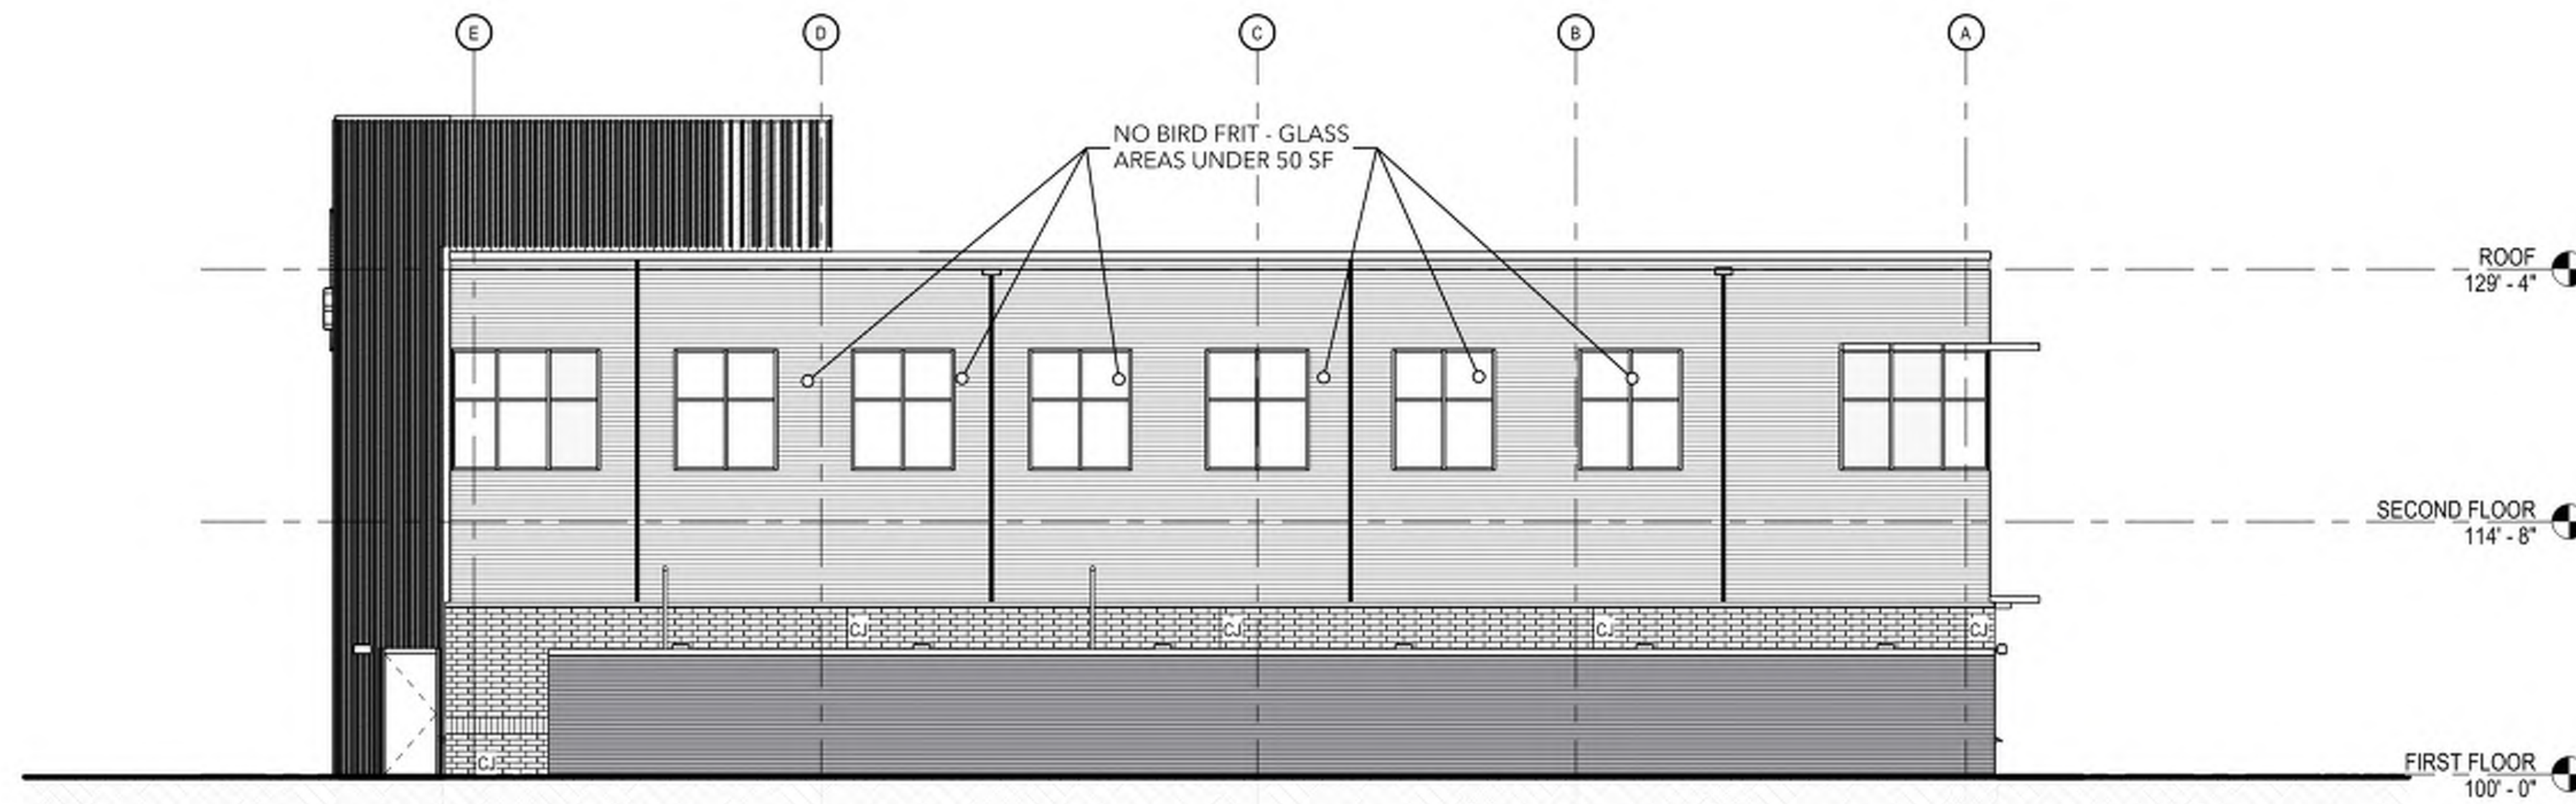 E
D
C
B
A
NO BIRD FRIT - GLASS
AREAS UNDER 50 SF
ROOF
129' - 4"
SECOND FLOOR
114' - 8"
CJ
CJ
CJ
CJ
CJ
FIRST FLOOR
100' - 0"